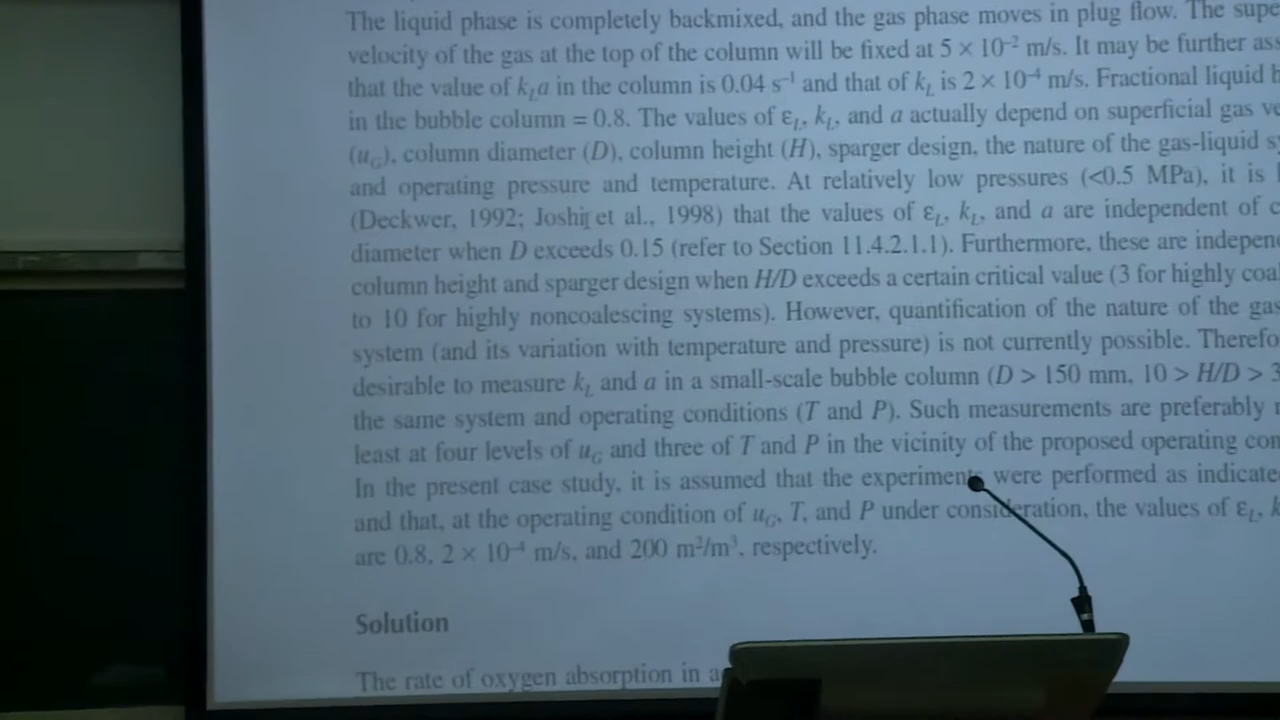 The liquid phase is completely backmixed, and the gas phase moves in plug flow. The
velocity of the gas at the top of the column will be fixed at 5 × 10⁻² m/s. It may be further
that the value of k_La in the column is 0.04 s⁻¹ and that of k_L is 2 × 10⁻⁴ m/s. Fractional liquid
in the bubble column = 0.8. The values of ε_L, k_L, and a actually depend on superficial gas
(u_G), column diameter (D), column height (H), sparger design, the nature of the gas-liquid
and operating pressure and temperature. At relatively low pressures (<0.5 MPa), it is
(Deckwer, 1992; Joshi et al., 1998) that the values of ε_L, k_L, and a are independent of
diameter when D exceeds 0.15 (refer to Section 11.4.2.1.1). Furthermore, these are
column height and sparger design when H/D exceeds a certain critical value (3 for highly
to 10 for highly noncoalescing systems). However, quantification of the nature of the
system (and its variation with temperature and pressure) is not currently possible.
desirable to measure k_L and a in a small-scale bubble column (D > 150 mm, 10 > H/D > 3
the same system and operating conditions (T and P). Such measurements are preferably
least at four levels of u_G and three of T and P in the vicinity of the proposed operating
In the present case study, it is assumed that the experiments were performed as
and that, at the operating condition of u_G, T, and P under consideration, the values of ε_L,
are 0.8, 2 × 10⁻⁴ m/s, and 200 m²/m³, respectively.
Solution
The rate of oxygen absorption in a